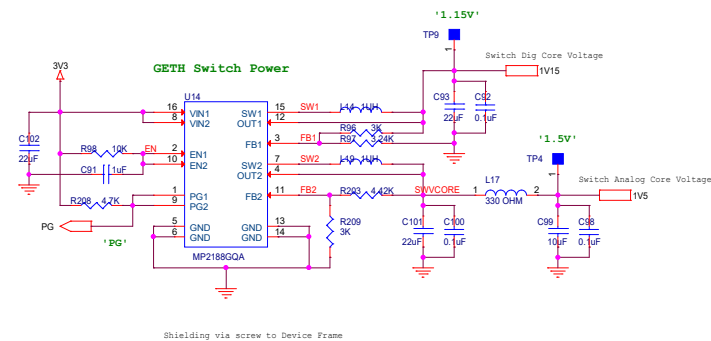 '1.15V'
TP9
1
Switch Dig Core Voltage
1V15
3V3
GETH Switch Power
U14
C102
22uF
16 VIN1
8 VIN2
R98 10K EN
2 EN1
10 EN2
C91 1uF
1 PG1
9 PG2
R208 4.7K
PG
'PG'
5 GND
6 GND
SW1 15 SW1 L14 1UH
OUT1 12
R96 3K
FB1 3 FB1 R97 3.24K
SW2 7 SW2 L19 1UH
OUT2 4
FB2 11 FB2 R203 4.42K SWVCORE
GND 13
GND 14
R209
3K
MP2188GQA
C93
22uF
C92
0.1uF
'1.5V'
TP4
1
Switch Analog Core Voltage
1 L17 2
330 OHM
1V5
C101
22uF
C100
0.1uF
C99
10uF
C98
0.1uF
Shielding via screw to Device Frame